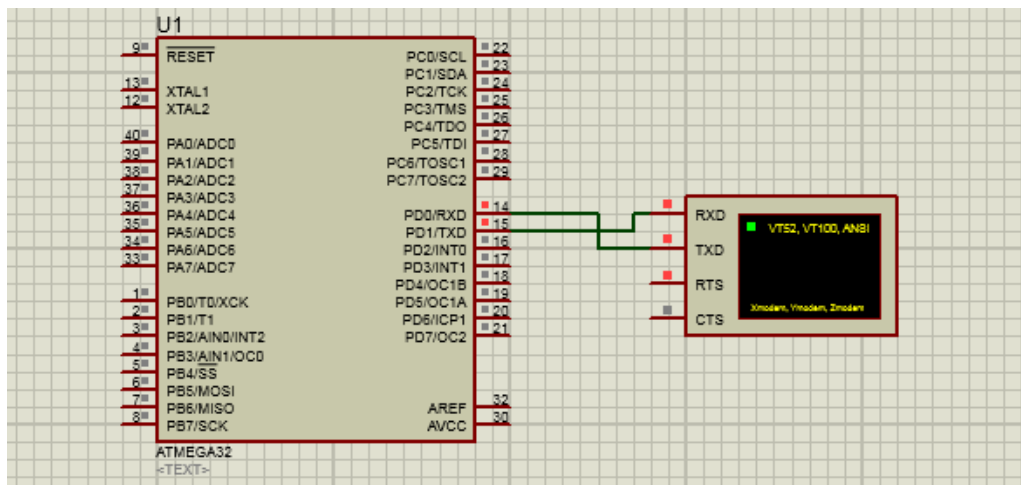 U1
9 RESET
13 XTAL1
12 XTAL2
40 PA0/ADC0
39 PA1/ADC1
38 PA2/ADC2
37 PA3/ADC3
36 PA4/ADC4
35 PA5/ADC5
34 PA6/ADC6
33 PA7/ADC7
1 PB0/T0/XCK
2 PB1/T1
3 PB2/AIN0/INT2
4 PB3/AIN1/OC0
5 PB4/SS
6 PB5/MOSI
7 PB6/MISO
8 PB7/SCK
PC0/SCL 22
PC1/SDA 23
PC2/TCK 24
PC3/TMS 25
PC4/TDO 26
PC5/TDI 27
PC6/TOSC1 28
PC7/TOSC2 29
PD0/RXD 14
PD1/TXD 15
PD2/INT0 16
PD3/INT1 17
PD4/OC1B 18
PD5/OC1A 19
PD6/ICP1 20
PD7/OC2 21
AREF 32
AVCC 30
ATMEGA32
<TEXT>
RXD
TXD
RTS
CTS
VT52, VT100, ANSI
Xmodem, Ymodem, Zmodem